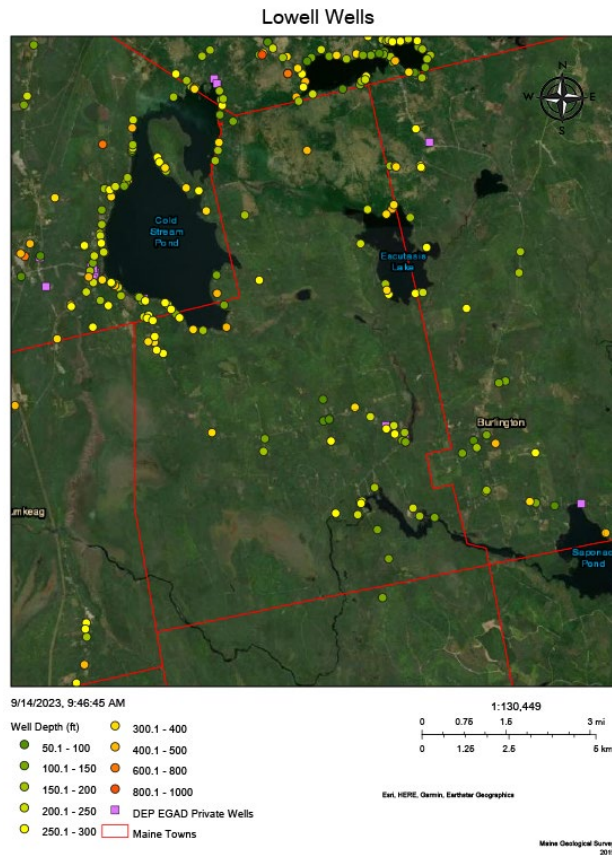 Lowell Wells
N
W E
S
Cold
Stream
Pond
Escutasis
Lake
Burlington
umkeag
Saponac
Pond
9/14/2023, 9:46:45 AM
1:130,449
Well Depth (ft)
50.1 - 100
100.1 - 150
150.1 - 200
200.1 - 250
250.1 - 300
300.1 - 400
400.1 - 500
600.1 - 800
800.1 - 1000
DEP EGAD Private Wells
Maine Towns
0 0.75 1.5 3 mi
0 1.25 2.5 5 km
Esri, HERE, Garmin, Earthstar Geographics
Maine Geological Surve
201